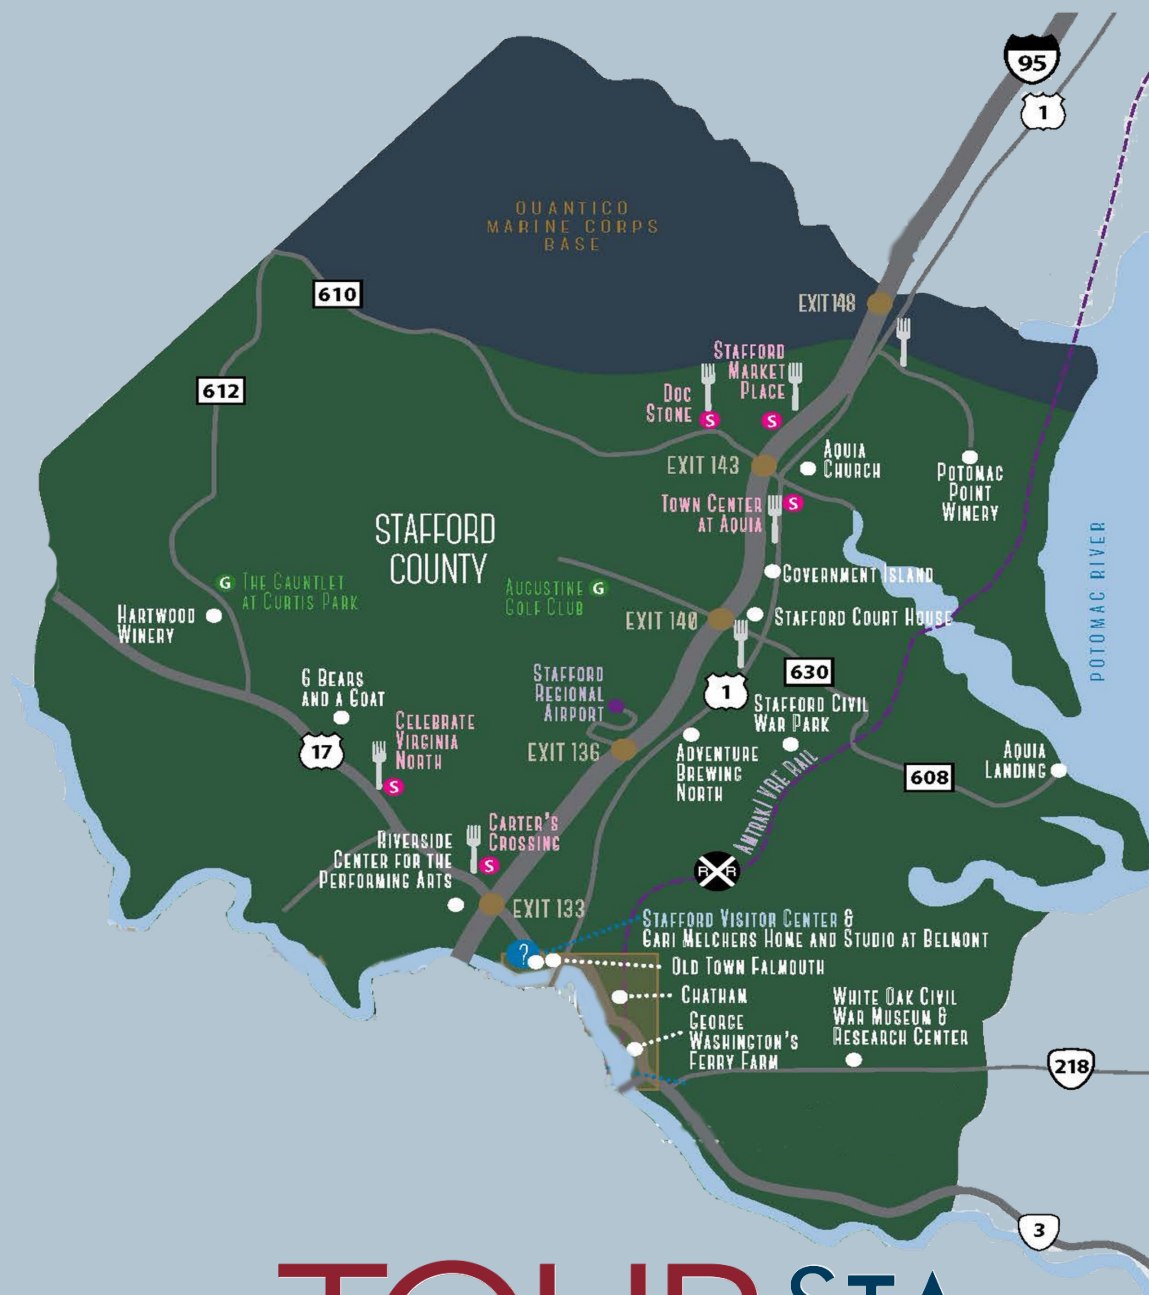 95
1
QUANTICO
MARINE CORPS
BASE
610
EXIT 148
612
STAFFORD
MARKET
PLACE
DOC
STONE
S
S
EXIT 143
AQUIA
CHURCH
POTOMAC
POINT
WINERY
TOWN CENTER
AT AQUIA
S
STAFFORD
COUNTY
POTOMAC RIVER
GOVERNMENT ISLAND
G THE GAUNTLET
AT CURTIS PARK
AUGUSTINE G
GOLF CLUB
HARTWOOD
WINERY
EXIT 140
STAFFORD COURT HOUSE
630
1
6 BEARS
AND A GOAT
STAFFORD
REGIONAL
AIRPORT
STAFFORD CIVIL
WAR PARK
CELEBRATE
VIRGINIA
NORTH
S
17
EXIT 136
ADVENTURE
BREWING
NORTH
AMTRAK | VRE RAIL
AQUIA
LANDING
608
CARTER'S
CROSSING
S
RIVERSIDE
CENTER FOR THE
PERFORMING ARTS
R R
EXIT 133
STAFFORD VISITOR CENTER &
GARI MELCHERS HOME AND STUDIO AT BELMONT
?
OLD TOWN FALMOUTH
CHATHAM
WHITE OAK CIVIL
WAR MUSEUM &
RESEARCH CENTER
GEORGE
WASHINGTON'S
FERRY FARM
218
3
TOUR STA